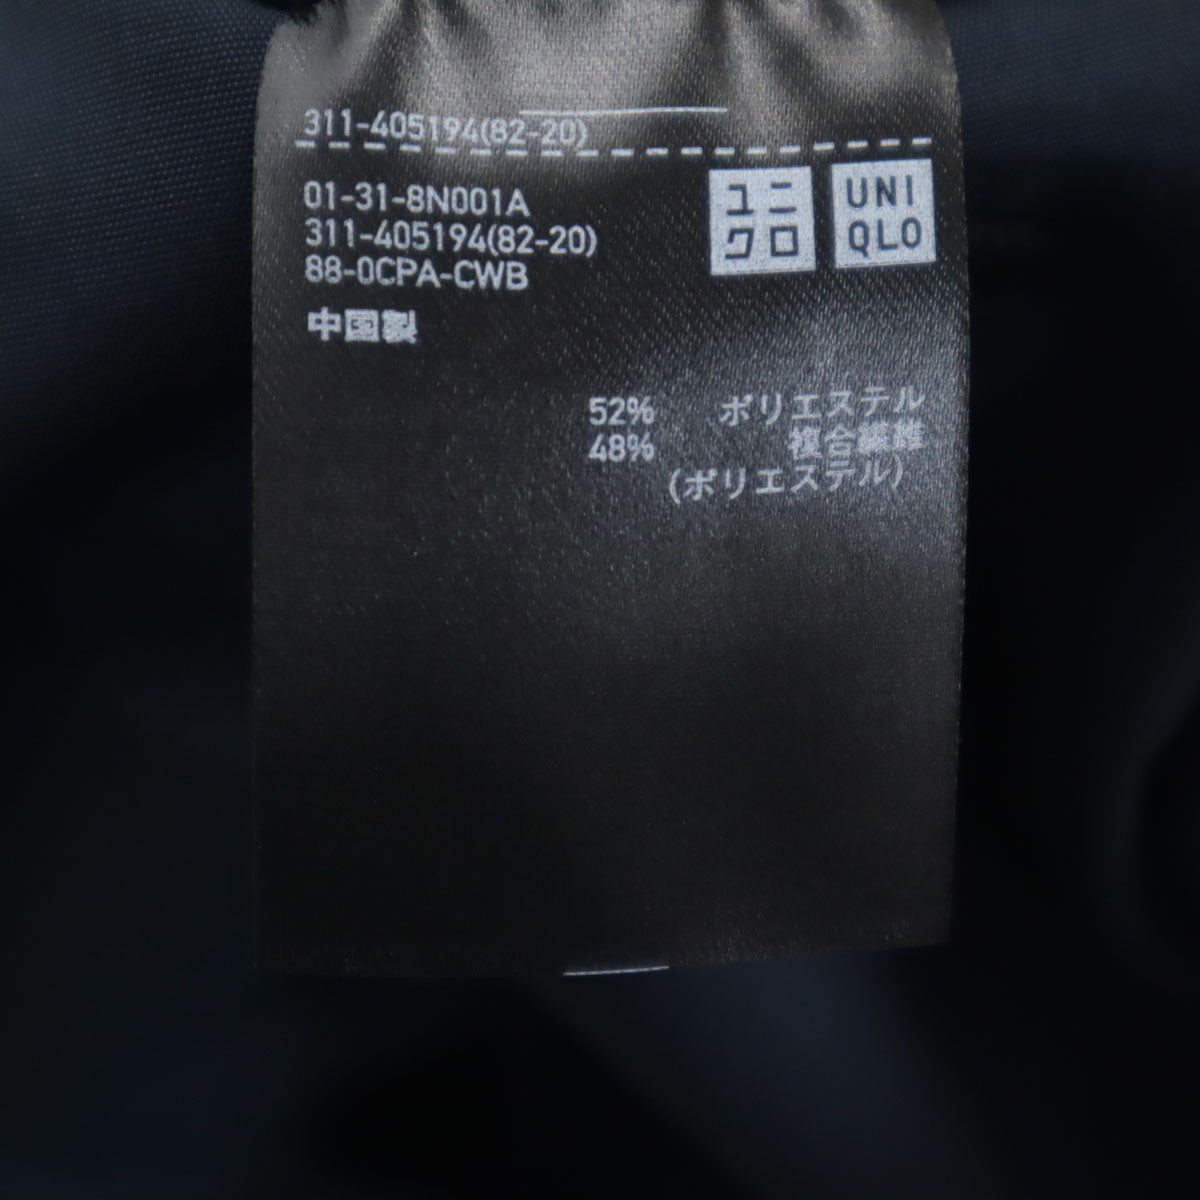 311-405194(82-20)
01-31-8N001A
311-405194(82-20)
88-0CPA-CWB
中国製
ユニ
クロ
UNI
QLO
52% ポリエステル
48% 複合繊維
(ポリエステル)